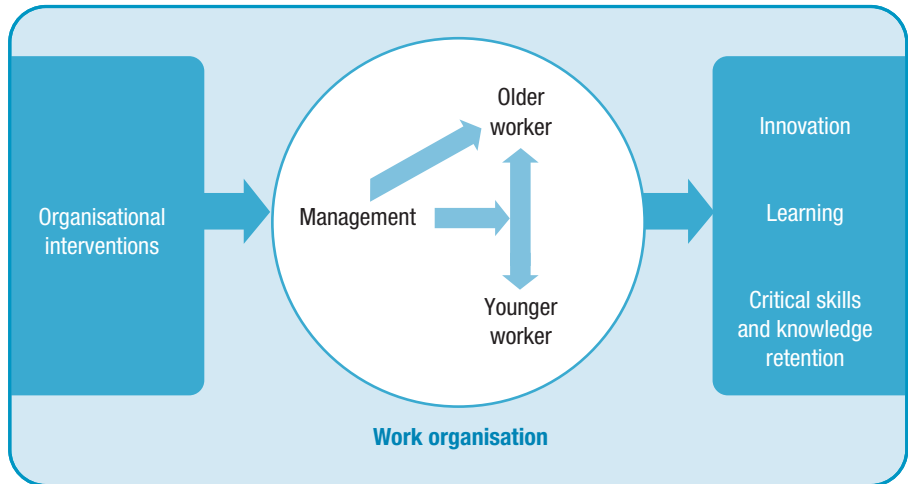 Organisational
interventions
Older
worker
Management
Younger
worker
Innovation
Learning
Critical skills
and knowledge
retention
Work organisation